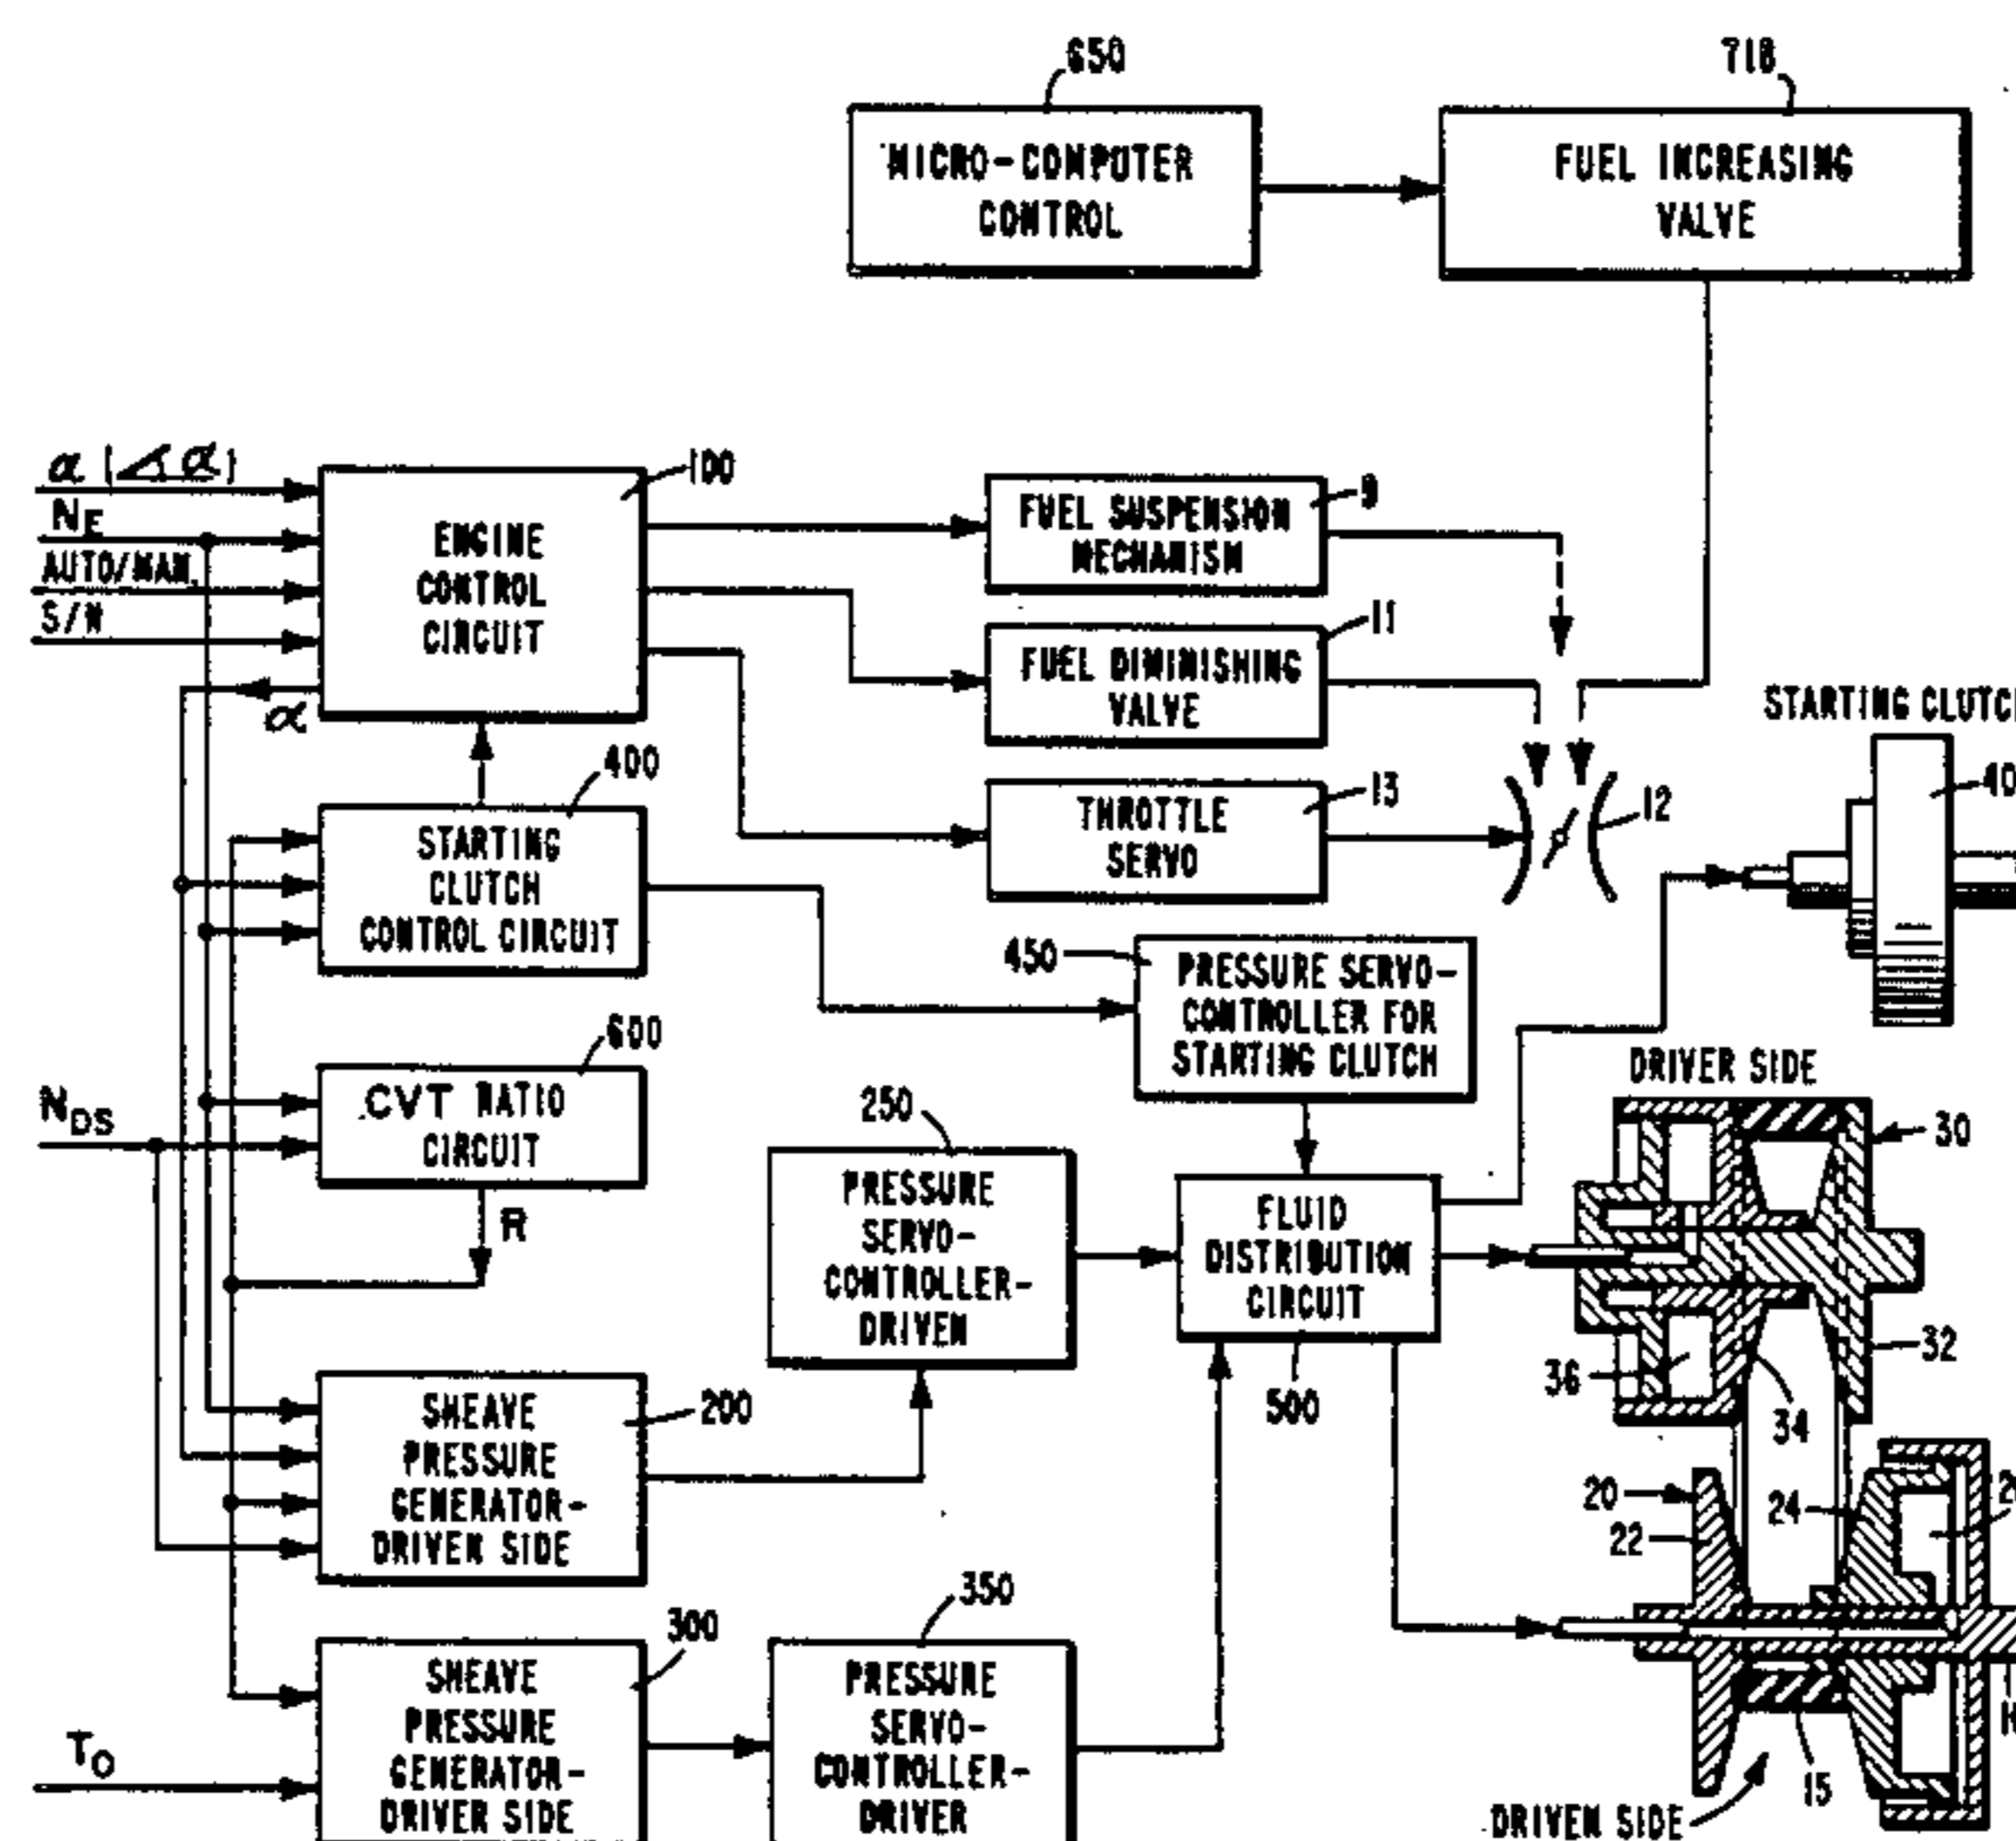 650
718
MICRO-COMPUTER
CONTROL
FUEL INCREASING
VALVE
α (⊿α)
NE
AUTO/MAN.
S/N
α
100
ENGINE
CONTROL
CIRCUIT
9
FUEL SUSPENSION
MECHANISM
11
FUEL DIMINISHING
VALVE
STARTING CLUTCH
40
400
STARTING
CLUTCH
CONTROL CIRCUIT
13
THROTTLE
SERVO
12
450
PRESSURE SERVO-
CONTROLLER FOR
STARTING CLUTCH
600
NDS
CVT RATIO
CIRCUIT
R
250
PRESSURE
SERVO-
CONTROLLER-
DRIVEN
FLUID
DISTRIBUTION
CIRCUIT
500
DRIVER SIDE
30
32
36
34
200
SHEAVE
PRESSURE
GENERATOR-
DRIVEN SIDE
20
22
24
300
TO
SHEAVE
PRESSURE
GENERATOR-
DRIVER SIDE
350
PRESSURE
SERVO-
CONTROLLER-
DRIVER
15
DRIVEN SIDE